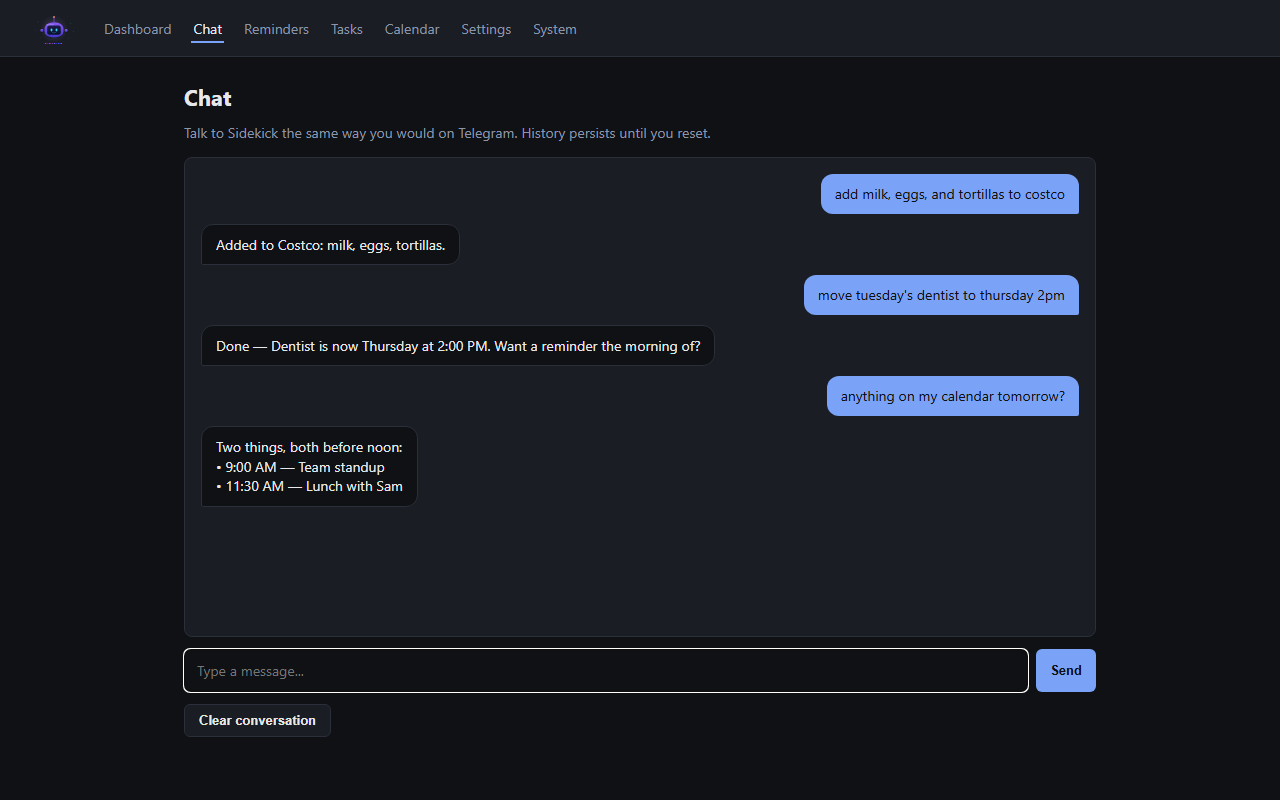 Dashboard Chat Reminders Tasks Calendar Settings System
Chat
Talk to Sidekick the same way you would on Telegram. History persists until you reset.
add milk, eggs, and tortillas to costco
Added to Costco: milk, eggs, tortillas.
move tuesday's dentist to thursday 2pm
Done — Dentist is now Thursday at 2:00 PM. Want a reminder the morning of?
anything on my calendar tomorrow?
Two things, both before noon:
• 9:00 AM — Team standup
• 11:30 AM — Lunch with Sam
Type a message...
Send
Clear conversation